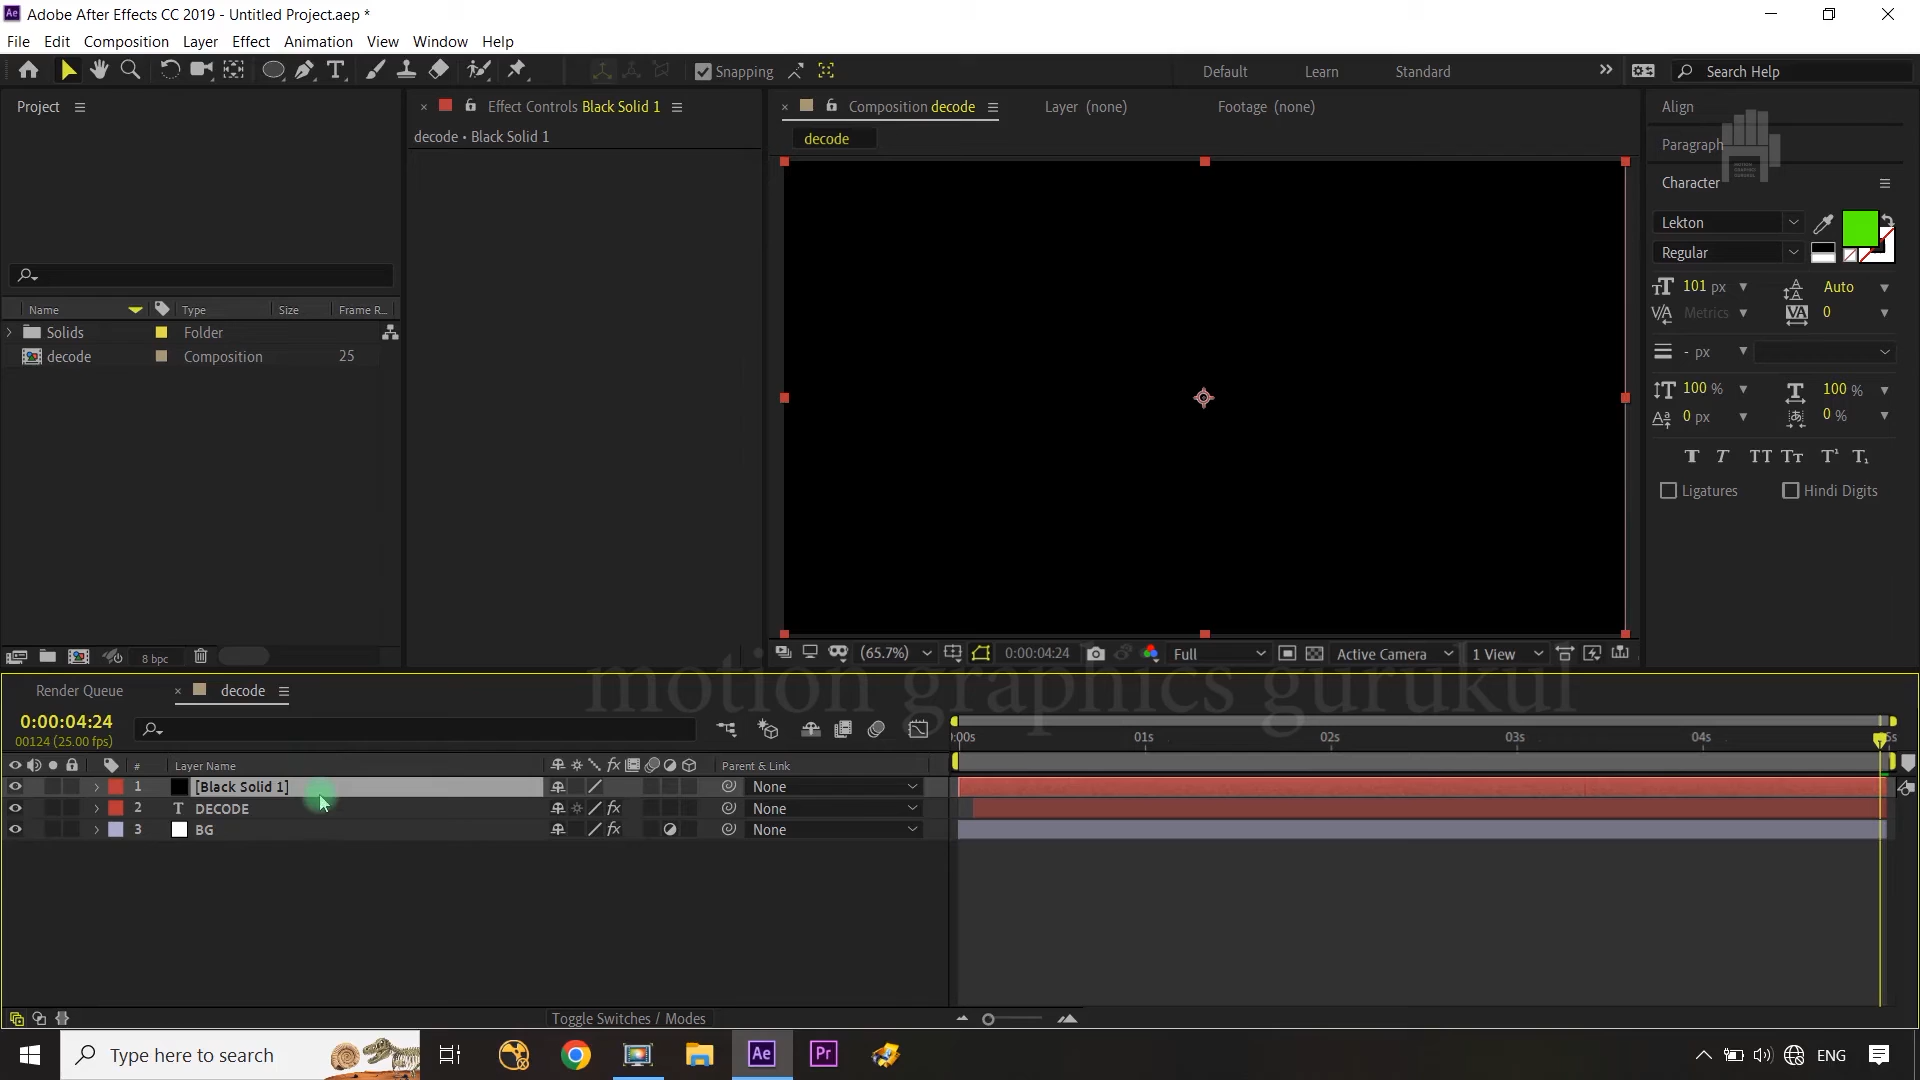 Adobe After Effects CC 2019 - Untitled Project.aep *
File Edit Composition Layer Effect Animation View Window Help
Snapping Default Learn Standard Search Help
Project Effect Controls Black Solid 1 Composition decode Layer (none) Footage (none) Align
decode • Black Solid 1 decode Paragraph
Character
Lekton
Regular
101 px Auto
Metrics 0
- px
100 % 100 %
0 px 0 %
Ligatures Hindi Digits
Name Type Size Frame R...
Solids Folder
decode Composition 25
8 bpc (65.7%) 0:00:04:24 Full Active Camera 1 View
motion graphics gurukul
Render Queue decode
0:00:04:24
00124 (25.00 fps)
:00s 01s 02s 03s 04s 5s
# Layer Name Parent & Link
1 [Black Solid 1] None
2 DECODE None
3 BG None
Toggle Switches / Modes
Type here to search Ae Pr ENG